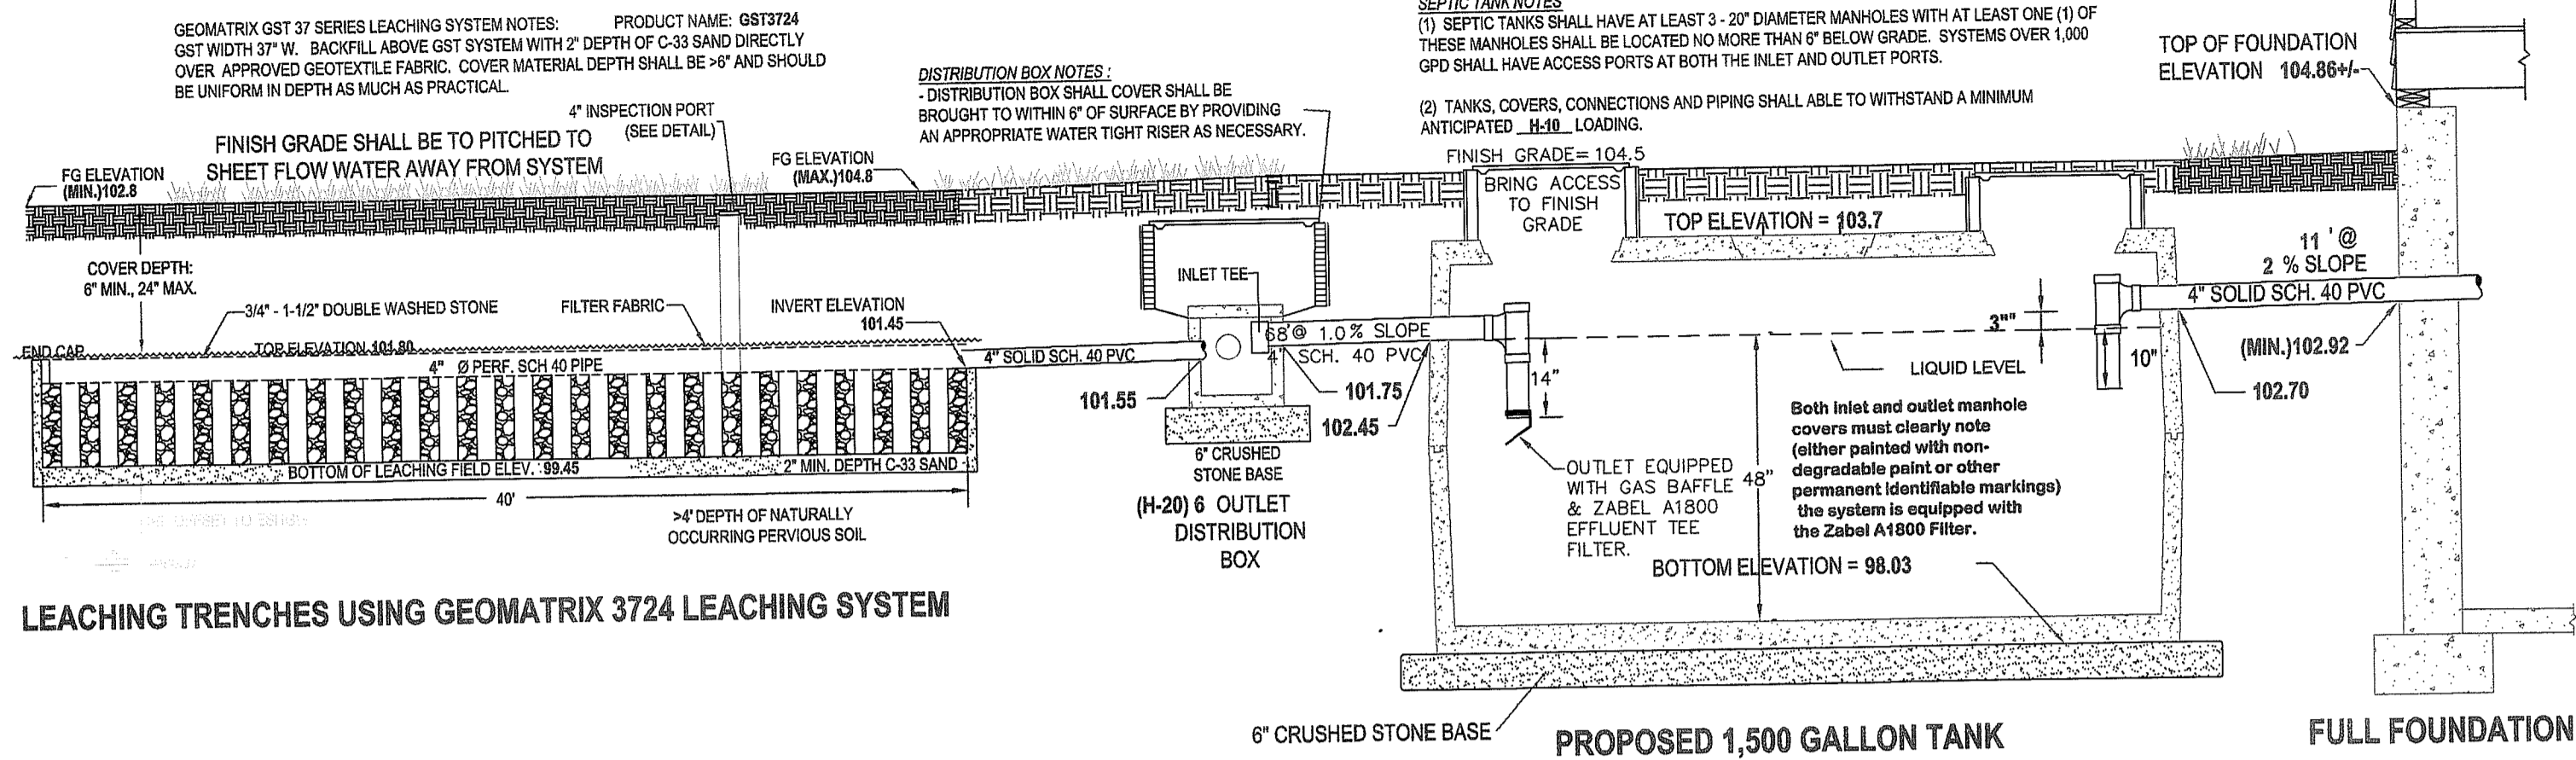 GEOMATRIX GST 37 SERIES LEACHING SYSTEM NOTES: PRODUCT NAME: GST3724
GST WIDTH 37" W. BACKFILL ABOVE GST SYSTEM WITH 2" DEPTH OF C-33 SAND DIRECTLY
OVER APPROVED GEOTEXTILE FABRIC. COVER MATERIAL DEPTH SHALL BE >6" AND SHOULD
BE UNIFORM IN DEPTH AS MUCH AS PRACTICAL.
4" INSPECTION PORT
(SEE DETAIL)
FINISH GRADE SHALL BE TO PITCHED TO
SHEET FLOW WATER AWAY FROM SYSTEM
FG ELEVATION
(MIN.)102.8
FG ELEVATION
(MAX.)104.8
DISTRIBUTION BOX NOTES :
- DISTRIBUTION BOX SHALL COVER SHALL BE
BROUGHT TO WITHIN 6" OF SURFACE BY PROVIDING
AN APPROPRIATE WATER TIGHT RISER AS NECESSARY.
SEPTIC TANK NOTES
(1) SEPTIC TANKS SHALL HAVE AT LEAST 3 - 20" DIAMETER MANHOLES WITH AT LEAST ONE (1) OF
THESE MANHOLES SHALL BE LOCATED NO MORE THAN 6" BELOW GRADE. SYSTEMS OVER 1,000
GPD SHALL HAVE ACCESS PORTS AT BOTH THE INLET AND OUTLET PORTS.
(2) TANKS, COVERS, CONNECTIONS AND PIPING SHALL ABLE TO WITHSTAND A MINIMUM
ANTICIPATED H-10 LOADING.
TOP OF FOUNDATION
ELEVATION 104.86+/-
FINISH GRADE= 104.5
BRING ACCESS
TO FINISH
GRADE
TOP ELEVATION = 103.7
COVER DEPTH:
6" MIN., 24" MAX.
3/4" - 1-1/2" DOUBLE WASHED STONE
FILTER FABRIC
INVERT ELEVATION
101.45
INLET TEE
END CAP
TOP ELEVATION 101.80
4" Ø PERF. SCH 40 PIPE
4" SOLID SCH. 40 PVC
68'@ 1.0% SLOPE
4" SCH. 40 PVC
11 ' @
2 % SLOPE
4" SOLID SCH. 40 PVC
3""
10"
14"
48"
LIQUID LEVEL
(MIN.)102.92
102.70
101.55
101.75
102.45
BOTTOM OF LEACHING FIELD ELEV. : 99.45
2" MIN. DEPTH C-33 SAND
40'
>4' DEPTH OF NATURALLY
OCCURRING PERVIOUS SOIL
6" CRUSHED
STONE BASE
(H-20) 6 OUTLET
DISTRIBUTION
BOX
OUTLET EQUIPPED
WITH GAS BAFFLE
& ZABEL A1800
EFFLUENT TEE
FILTER.
Both inlet and outlet manhole
covers must clearly note
(either painted with non-
degradable paint or other
permanent identifiable markings)
the system is equipped with
the Zabel A1800 Filter.
BOTTOM ELEVATION = 98.03
LEACHING TRENCHES USING GEOMATRIX 3724 LEACHING SYSTEM
6" CRUSHED STONE BASE
PROPOSED 1,500 GALLON TANK
FULL FOUNDATION